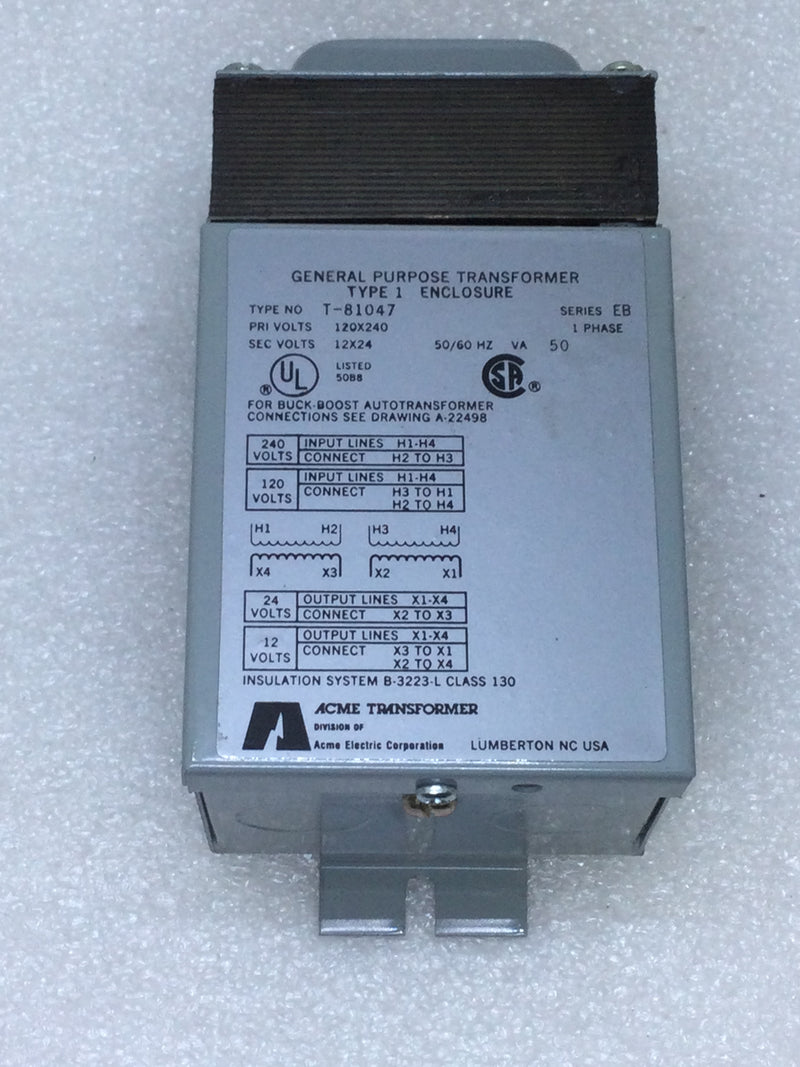 GENERAL PURPOSE TRANSFORMER
TYPE 1 ENCLOSURE
TYPE NO T-81047 SERIES EB
PRI VOLTS 120X240 1 PHASE
SEC VOLTS 12X24 50/60 HZ VA 50
UL ® LISTED 50B8 SA ®
FOR BUCK-BOOST AUTOTRANSFORMER
CONNECTIONS SEE DRAWING A-22498
240 VOLTS INPUT LINES H1-H4
CONNECT H2 TO H3
120 VOLTS INPUT LINES H1-H4
CONNECT H3 TO H1
H2 TO H4
H1 H2 H3 H4
X4 X3 X2 X1
24 VOLTS OUTPUT LINES X1-X4
CONNECT X2 TO X3
12 VOLTS OUTPUT LINES X1-X4
CONNECT X3 TO X1
X2 TO X4
INSULATION SYSTEM B-3223-L CLASS 130
ACME TRANSFORMER
DIVISION OF
Acme Electric Corporation LUMBERTON NC USA